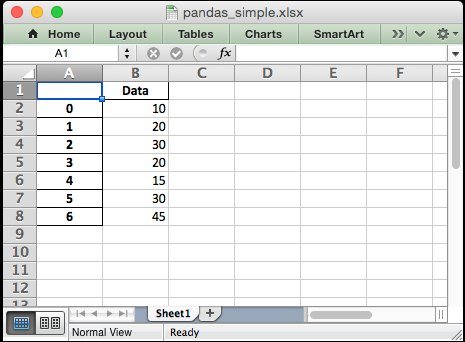 pandas_simple.xlsx
Home Layout Tables Charts SmartArt >>
A1 fx
A B C D E F
1 Data
2 0 10
3 1 20
4 2 30
5 3 20
6 4 15
7 5 30
8 6 45
9
10
11
12
13
Sheet1 +
Normal View Ready